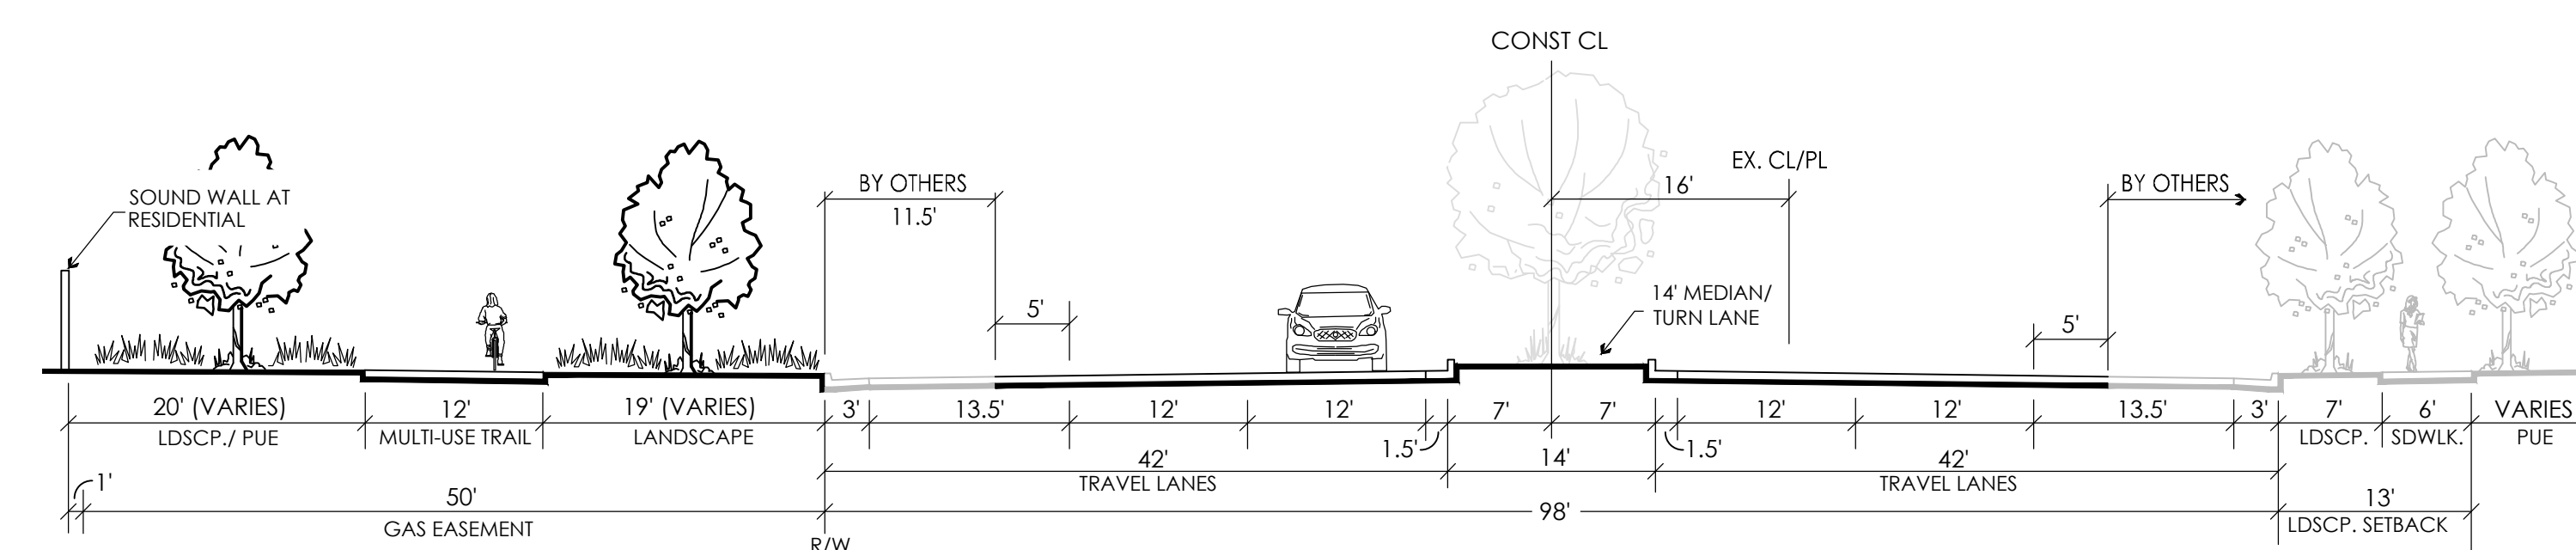 CONST CL
EX. CL/PL
BY OTHERS
16'
BY OTHERS
SOUND WALL AT
RESIDENTIAL
11.5'
14' MEDIAN/
TURN LANE
5'
5'
20' (VARIES)
12'
19' (VARIES)
3'
13.5'
12'
12'
7'
7'
12'
12'
13.5'
3'
7'
6'
VARIES
LDSCP./ PUE
MULTI-USE TRAIL
LANDSCAPE
1.5'
1.5'
LDSCP.
SDWLK.
PUE
42'
14'
42'
TRAVEL LANES
TRAVEL LANES
1'
50'
98'
13'
GAS EASEMENT
LDSCP. SETBACK
R/W